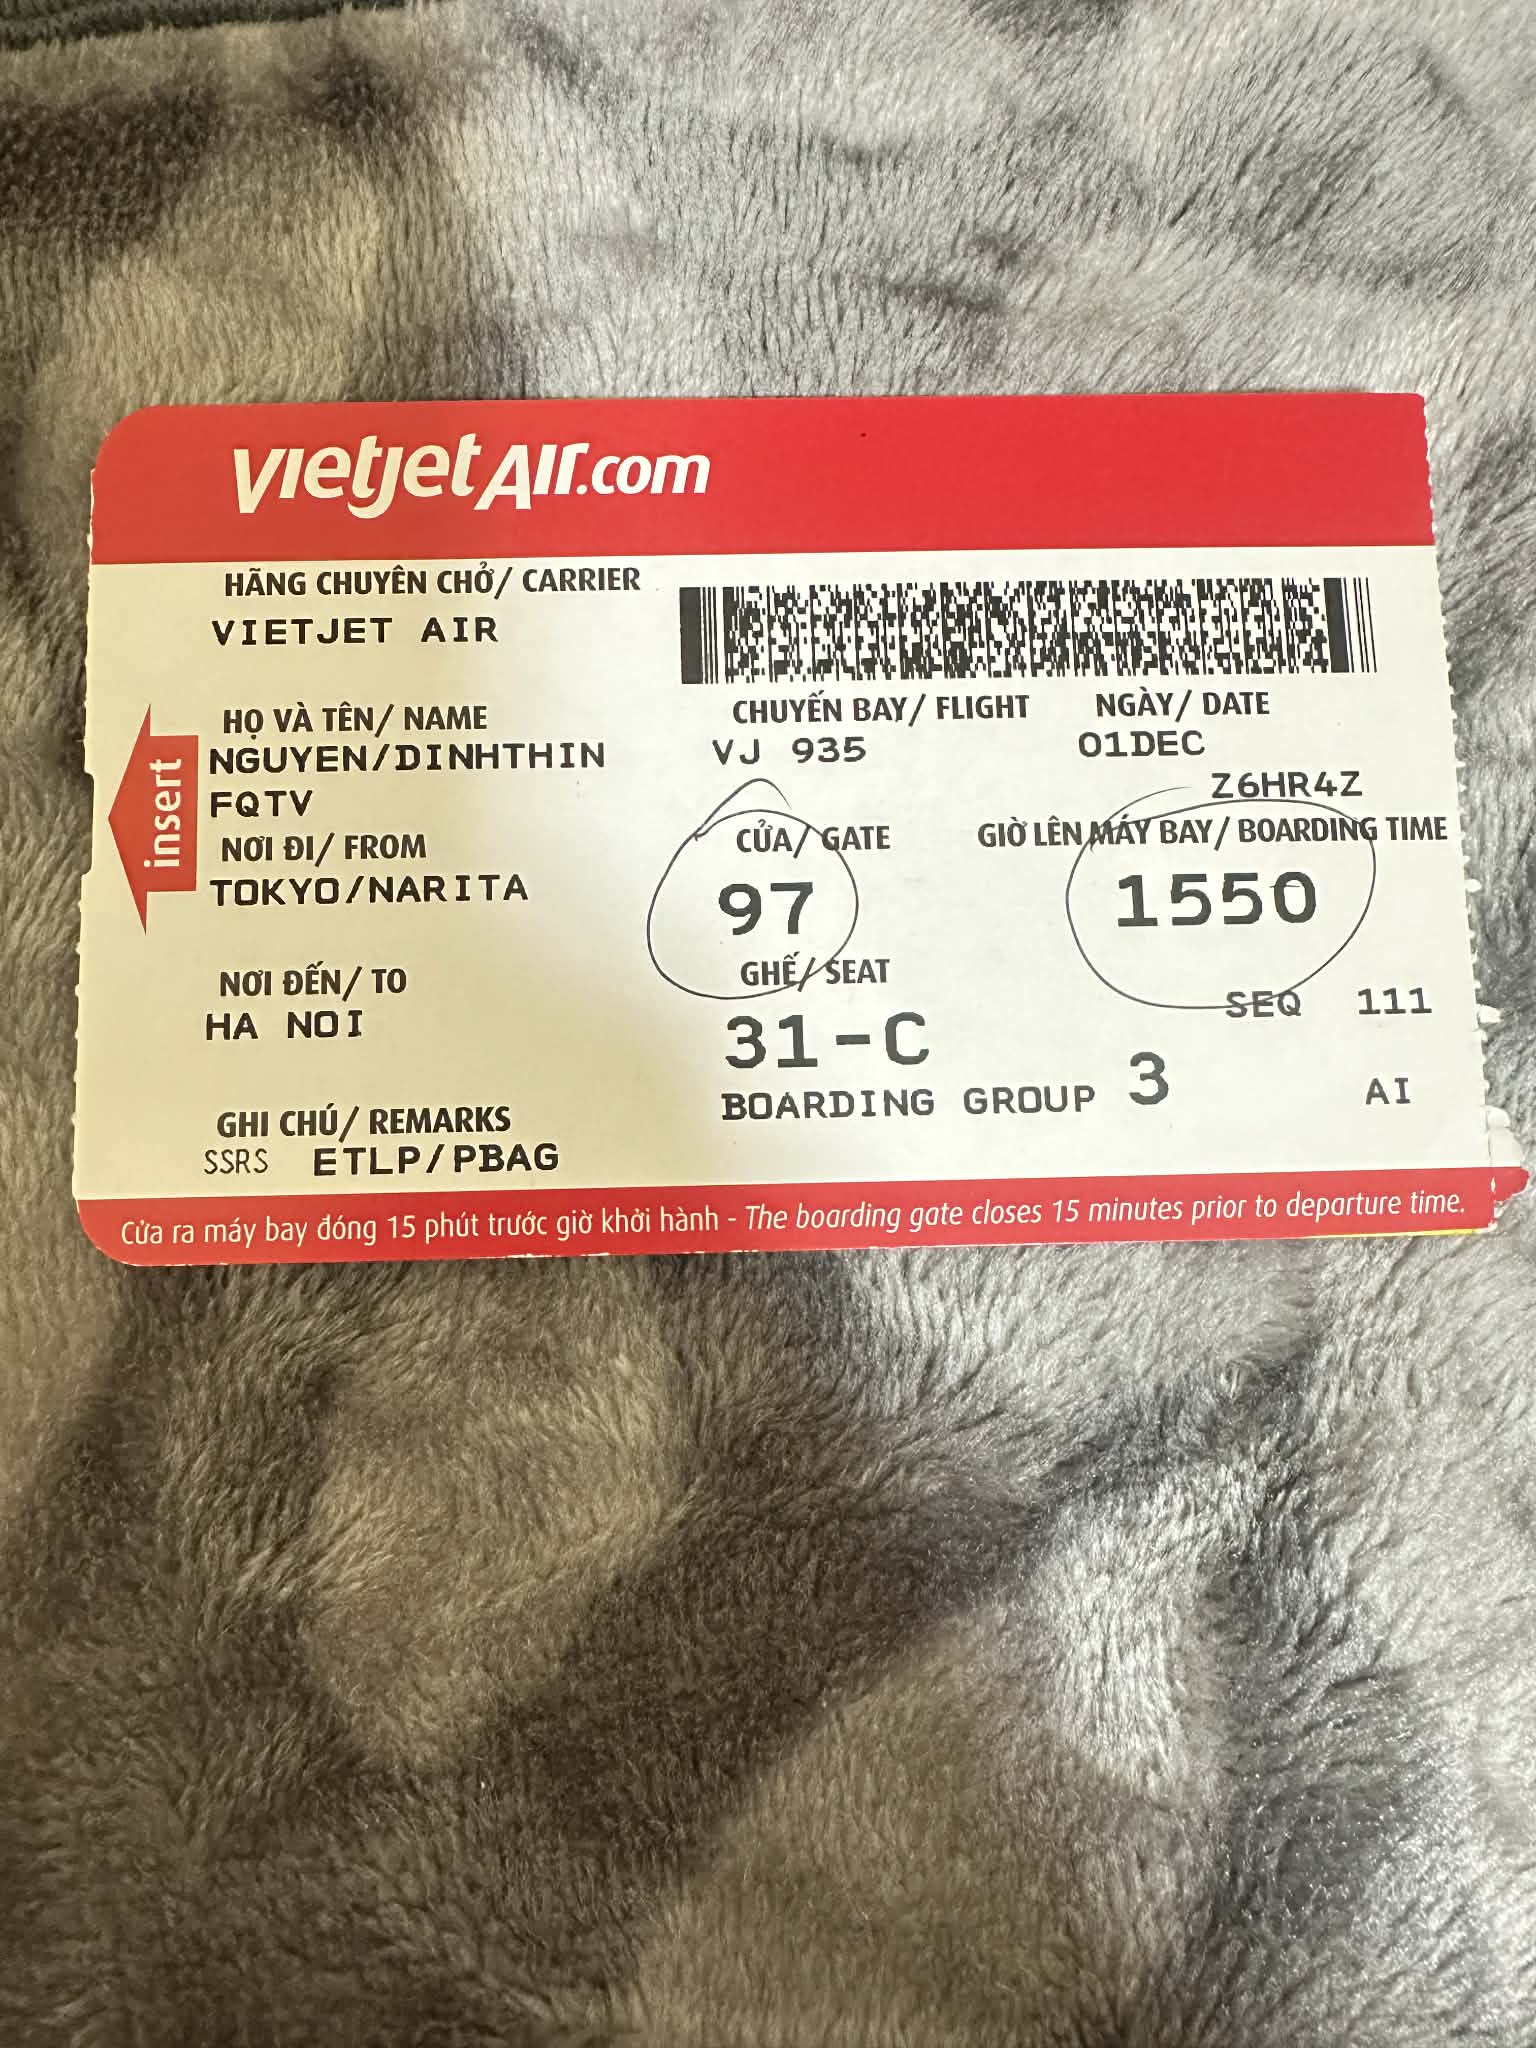 vietjetAir.com
HÃNG CHUYÊN CHỞ/ CARRIER
VIETJET AIR
HỌ VÀ TÊN/ NAME
NGUYEN/DINHTHIN
FQTV
CHUYẾN BAY/ FLIGHT
VJ 935
NGÀY/ DATE
01DEC
Z6HR4Z
insert
NƠI ĐI/ FROM
TOKYO/NARITA
CỬA/ GATE
97
GIỜ LÊN MÁY BAY/ BOARDING TIME
1550
NƠI ĐẾN/ TO
HA NOI
GHẾ/ SEAT
31-C
SEQ 111
BOARDING GROUP 3
AI
GHI CHÚ/ REMARKS
SSRS ETLP/PBAG
Cửa ra máy bay đóng 15 phút trước giờ khởi hành - The boarding gate closes 15 minutes prior to departure time.